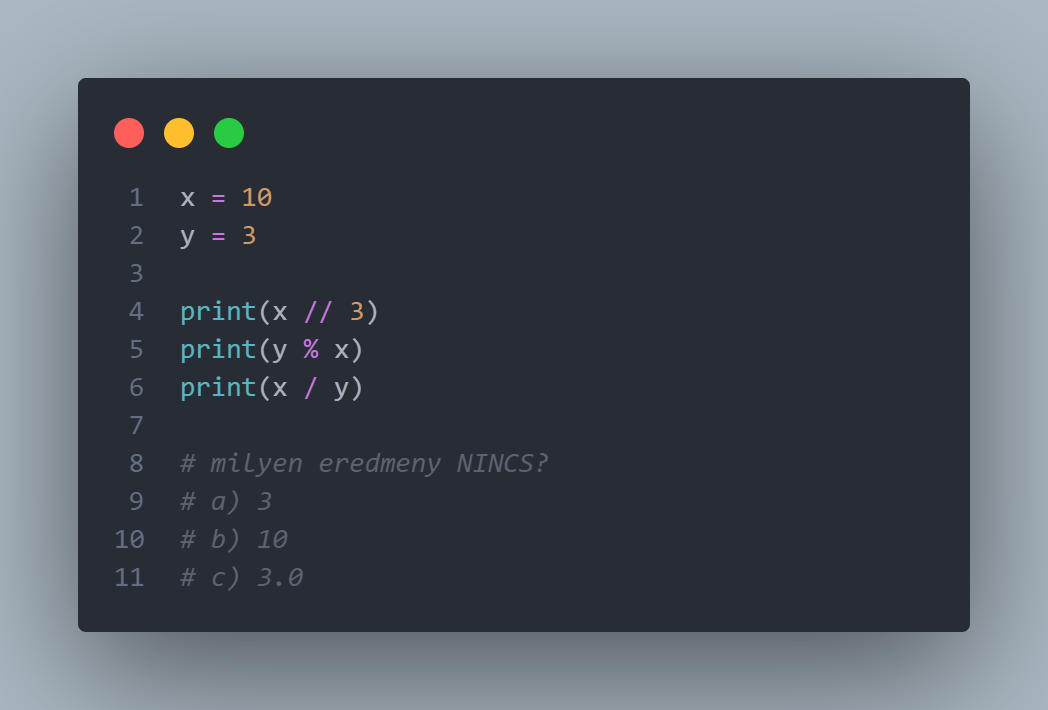 1 x = 10
2 y = 3
3
4 print(x // 3)
5 print(y % x)
6 print(x / y)
7
8 # milyen eredmeny NINCS?
9 # a) 3
10 # b) 10
11 # c) 3.0